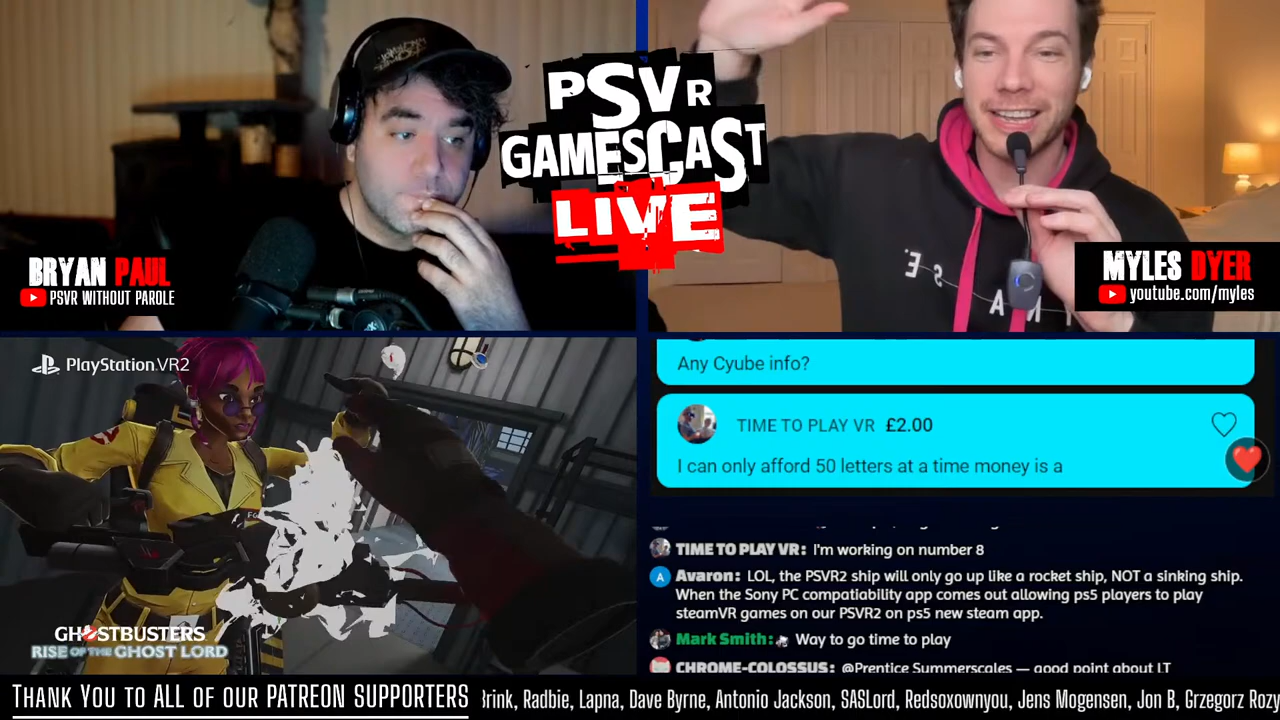 PSVR
GAMESCAST
LIVE
BRYAN PAUL
PSVR WITHOUT PAROLE
MYLES DYER
youtube.com/myles
PlayStation VR2
GHOSTBUSTERS
RISE OF THE GHOST LORD
Any Cyube info?
TIME TO PLAY VR £2.00
I can only afford 50 letters at a time money is a
TIME TO PLAY VR: I'm working on number 8
A Avaron: LOL, the PSVR2 ship will only go up like a rocket ship, NOT a sinking ship.
When the Sony PC compatiability app comes out allowing ps5 players to play
steamVR games on our PSVR2 on ps5 new steam app.
Mark Smith: Way to go time to play
CHROME-COLOSSUS: @Prentice Summerscales — good point about LT
THANK YOU TO ALL OF OUR PATREON SUPPORTERS
Brink, Radbie, Lapna, Dave Byrne, Antonio Jackson, SASLord, Redsoxownyou, Jens Mogensen, Jon B, Grzegorz Rozy